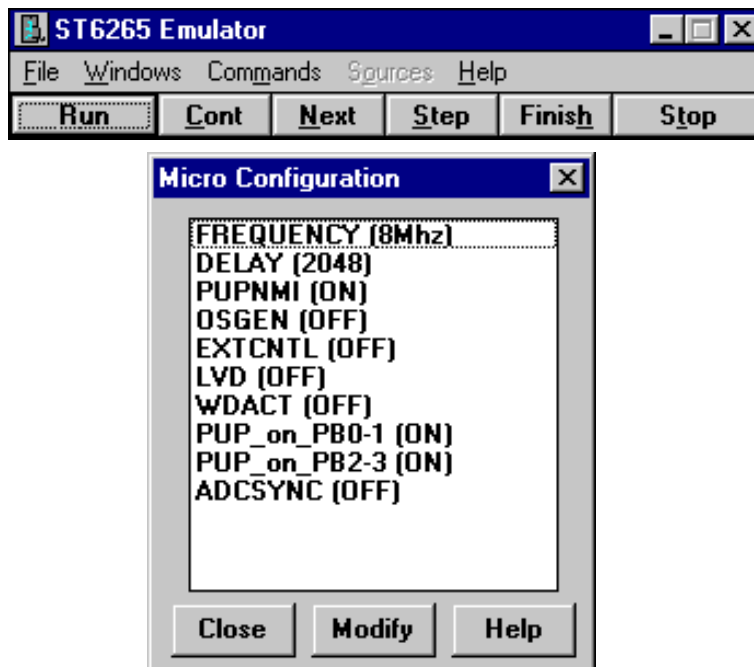 ST6265 Emulator
File Windows Commands Sources Help
Run Cont Next Step Finish Stop
Micro Configuration
FREQUENCY (8Mhz)
DELAY (2048)
PUPNMI (ON)
OSGEN (OFF)
EXTCNTL (OFF)
LVD (OFF)
WDACT (OFF)
PUP_on_PB0-1 (ON)
PUP_on_PB2-3 (ON)
ADCSYNC (OFF)
Close Modify Help